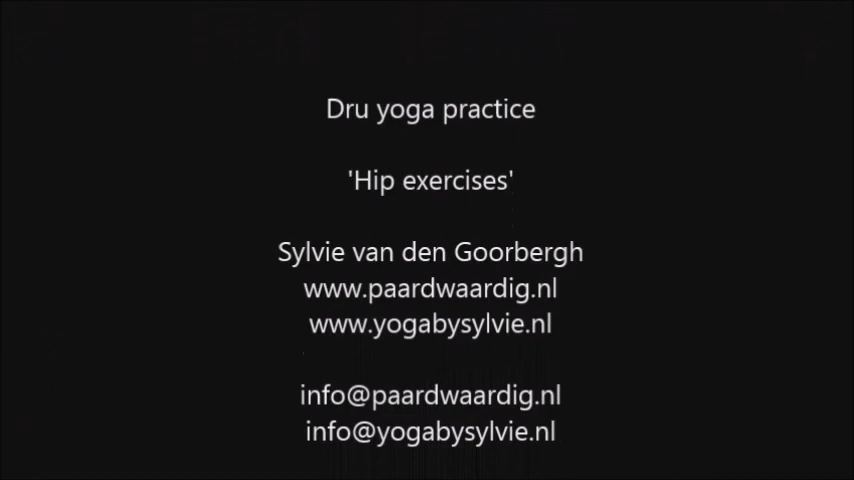 Dru yoga practice
'Hip exercises'
Sylvie van den Goorbergh
www.paardwaardig.nl
www.yogabysylvie.nl
info@paardwaardig.nl
info@yogabysylvie.nl